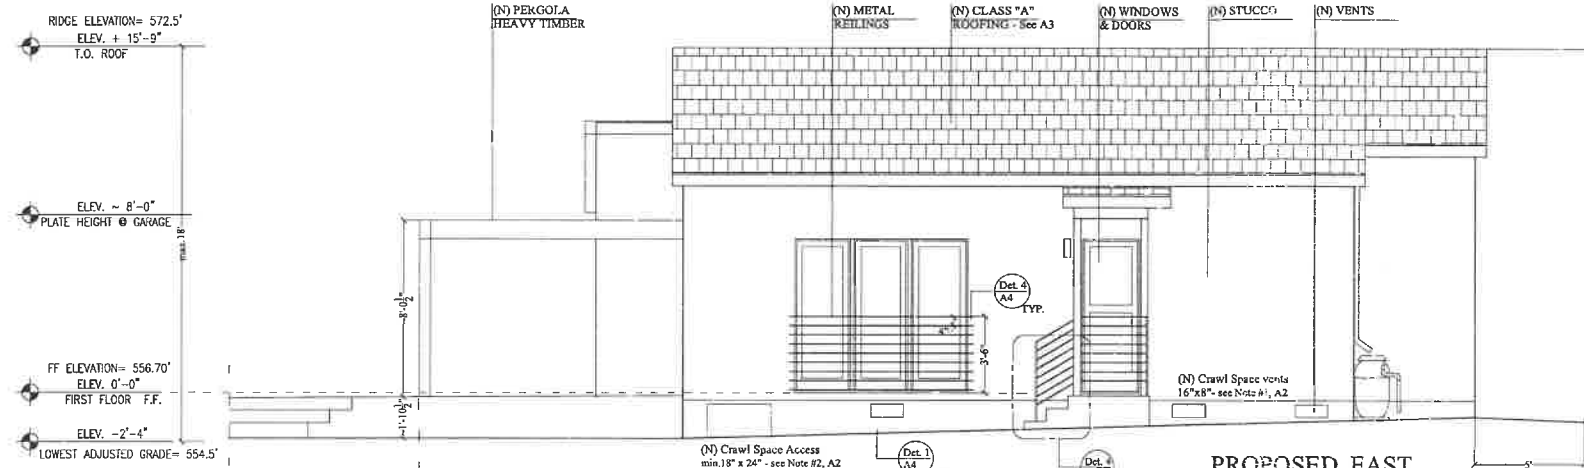 RIDGE ELEVATION= 572.5'
ELEV. + 15'-9"
T.O. ROOF
ELEV. ~ 8'-0"
PLATE HEIGHT @ GARAGE
max.18'
FF ELEVATION= 556.70'
ELEV. 0'-0"
FIRST FLOOR F.F.
ELEV. -2'-4"
LOWEST ADJUSTED GRADE= 554.5'
(N) PERGOLA
HEAVY TIMBER
(N) METAL
REILINGS
(N) CLASS "A"
ROOFING - See A3
(N) WINDOWS
& DOORS
(N) STUCCO
(N) VENTS
~8'-0½"
~1'-10½"
Det. 4
A4
TYP.
3'-6"
(N) Crawl Space vents
16"x8" - see Note #1, A2
(N) Crawl Space Access
min.18" x 24" - see Note #2, A2
Det. 1
A4
Det.
PROPOSED EAST
5'